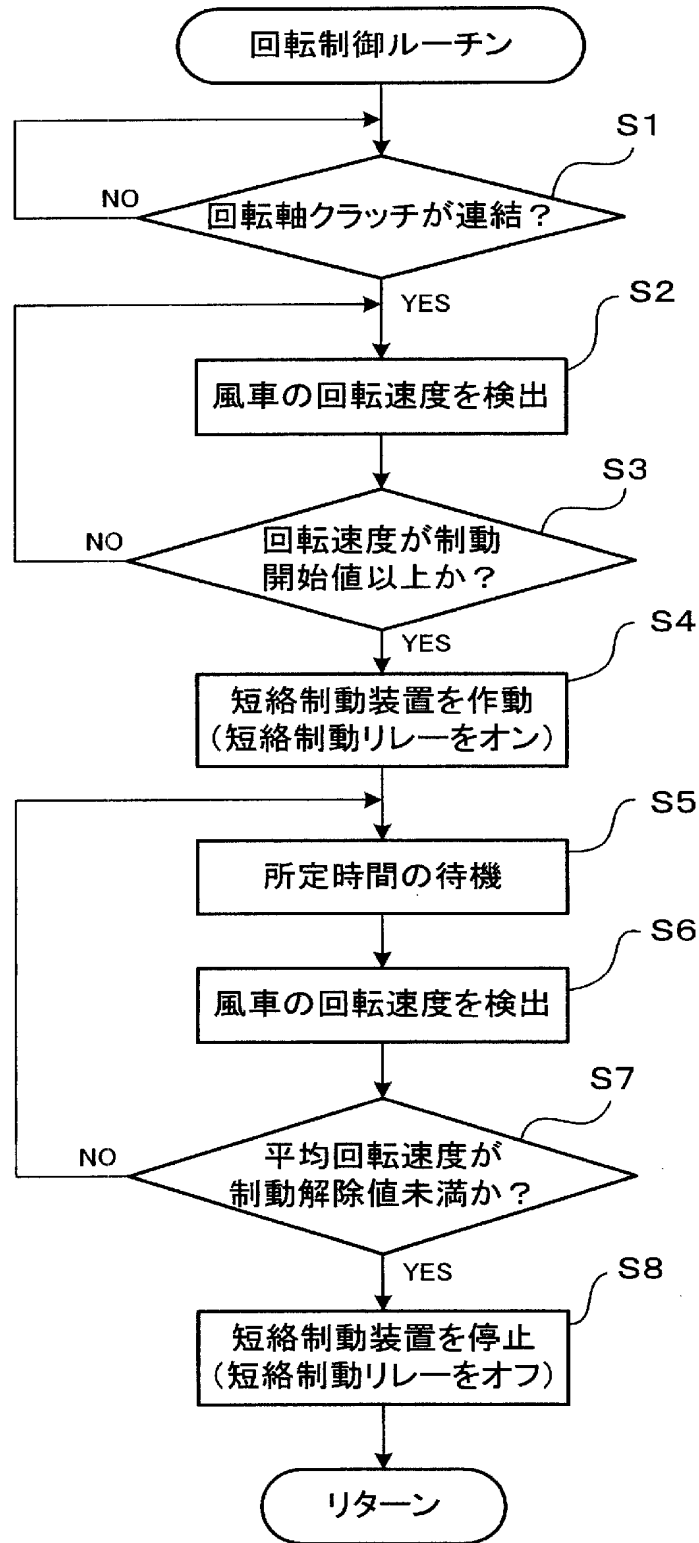 回転制御ルーチン
S1
NO
回転軸クラッチが連結？
YES
S2
風車の回転速度を検出
S3
NO
回転速度が制動
開始値以上か？
YES
S4
短絡制動装置を作動
（短絡制動リレーをオン）
S5
所定時間の待機
S6
風車の回転速度を検出
S7
NO
平均回転速度が
制動解除値未満か？
YES
S8
短絡制動装置を停止
（短絡制動リレーをオフ）
リターン